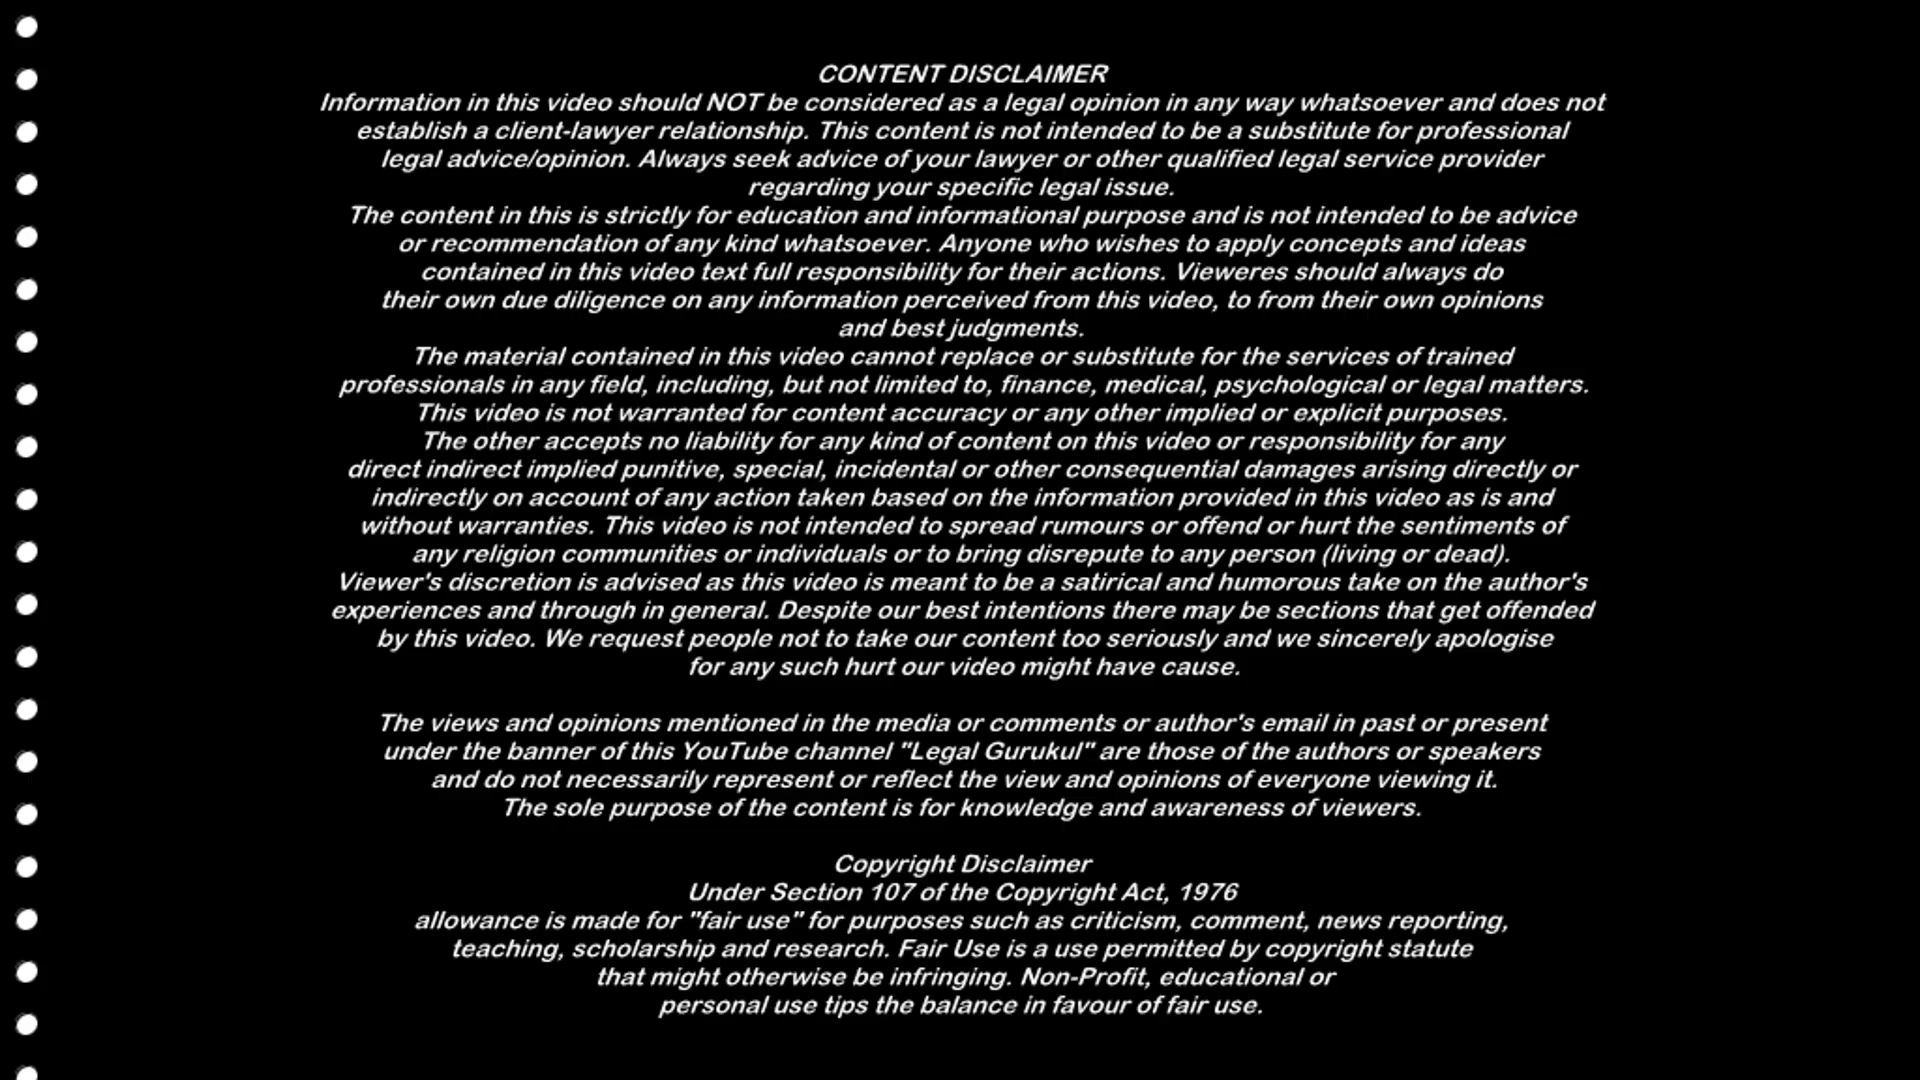 CONTENT DISCLAIMER
Information in this video should NOT be considered as a legal opinion in any way whatsoever and does not
establish a client-lawyer relationship. This content is not intended to be a substitute for professional
legal advice/opinion. Always seek advice of your lawyer or other qualified legal service provider
regarding your specific legal issue.
The content in this is strictly for education and informational purpose and is not intended to be advice
or recommendation of any kind whatsoever. Anyone who wishes to apply concepts and ideas
contained in this video text full responsibility for their actions. Vieweres should always do
their own due diligence on any information perceived from this video, to from their own opinions
and best judgments.
The material contained in this video cannot replace or substitute for the services of trained
professionals in any field, including, but not limited to, finance, medical, psychological or legal matters.
This video is not warranted for content accuracy or any other implied or explicit purposes.
The other accepts no liability for any kind of content on this video or responsibility for any
direct indirect implied punitive, special, incidental or other consequential damages arising directly or
indirectly on account of any action taken based on the information provided in this video as is and
without warranties. This video is not intended to spread rumours or offend or hurt the sentiments of
any religion communities or individuals or to bring disrepute to any person (living or dead).
Viewer's discretion is advised as this video is meant to be a satirical and humorous take on the author's
experiences and through in general. Despite our best intentions there may be sections that get offended
by this video. We request people not to take our content too seriously and we sincerely apologise
for any such hurt our video might have cause.
The views and opinions mentioned in the media or comments or author's email in past or present
under the banner of this YouTube channel "Legal Gurukul" are those of the authors or speakers
and do not necessarily represent or reflect the view and opinions of everyone viewing it.
The sole purpose of the content is for knowledge and awareness of viewers.
Copyright Disclaimer
Under Section 107 of the Copyright Act, 1976
allowance is made for "fair use" for purposes such as criticism, comment, news reporting,
teaching, scholarship and research. Fair Use is a use permitted by copyright statute
that might otherwise be infringing. Non-Profit, educational or
personal use tips the balance in favour of fair use.